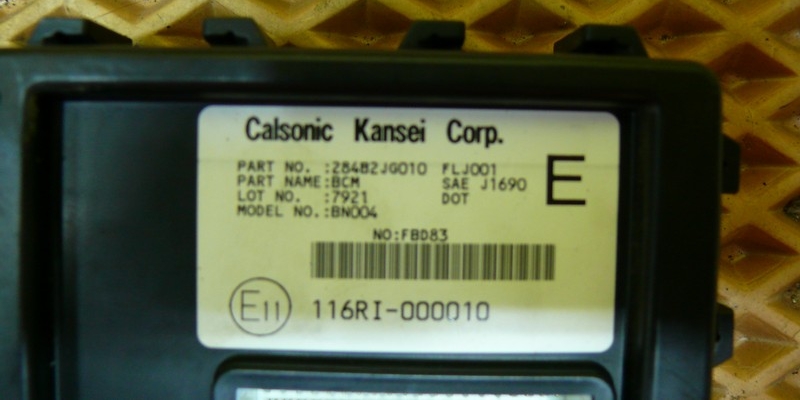 Calsonic Kansei Corp.
PART NO. :284B2JG010 FLJ001
PART NAME:BCM SAE J1690
LOT NO. :7921 DOT
MODEL NO.:BN004
E
NO:FBD83
E11 116RI-000010